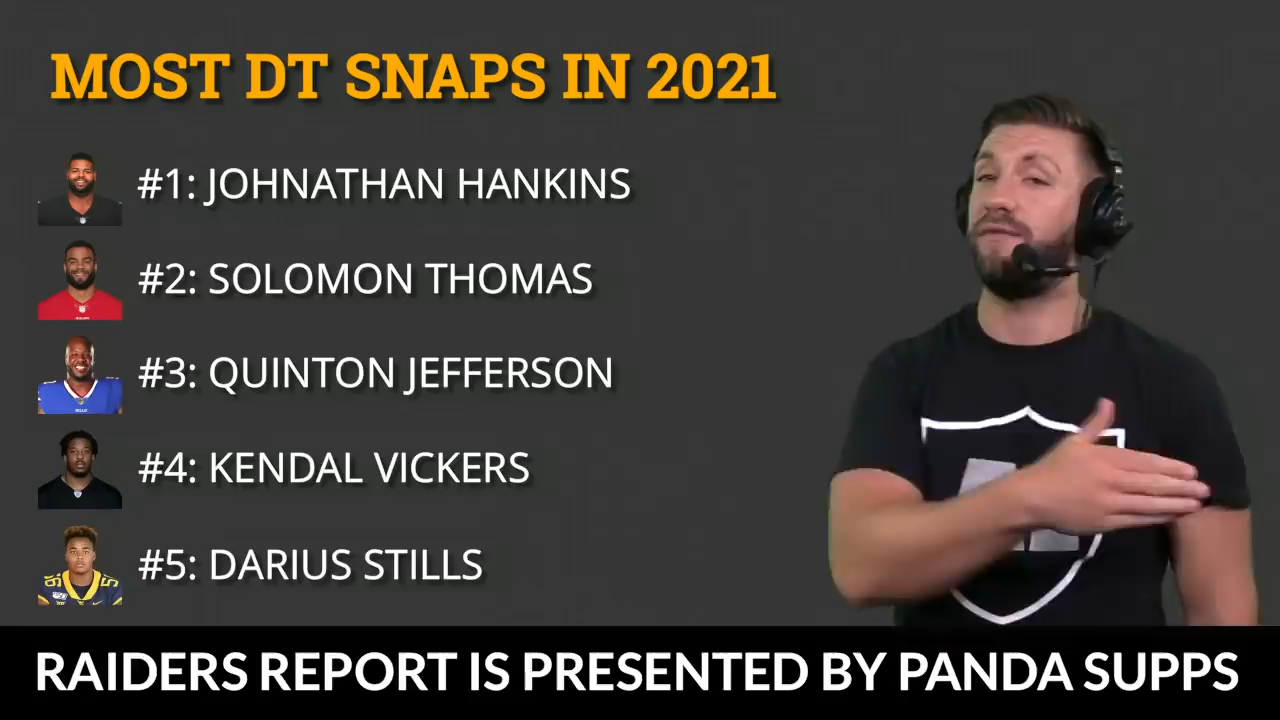 MOST DT SNAPS IN 2021
#1: JOHNATHAN HANKINS
#2: SOLOMON THOMAS
#3: QUINTON JEFFERSON
#4: KENDAL VICKERS
#5: DARIUS STILLS
RAIDERS REPORT IS PRESENTED BY PANDA SUPPS